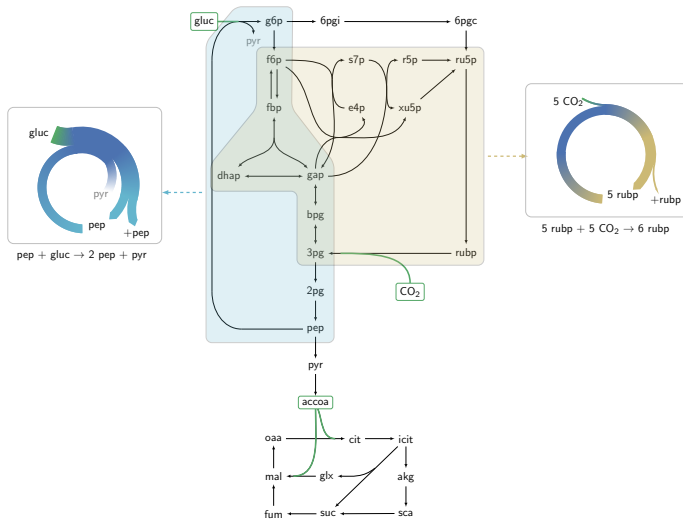 gluc
g6p
6pgi
6pgc
pyr
f6p
s7p
r5p
ru5p
fbp
e4p
xu5p
dhap
gap
bpg
3pg
rubp
CO₂
2pg
pep
pyr
accoa
oaa
cit
icit
mal
glx
akg
fum
suc
sca
gluc
pyr
pep
+pep
pep + gluc → 2 pep + pyr
5 CO₂
5 rubp
+rubp
5 rubp + 5 CO₂ → 6 rubp